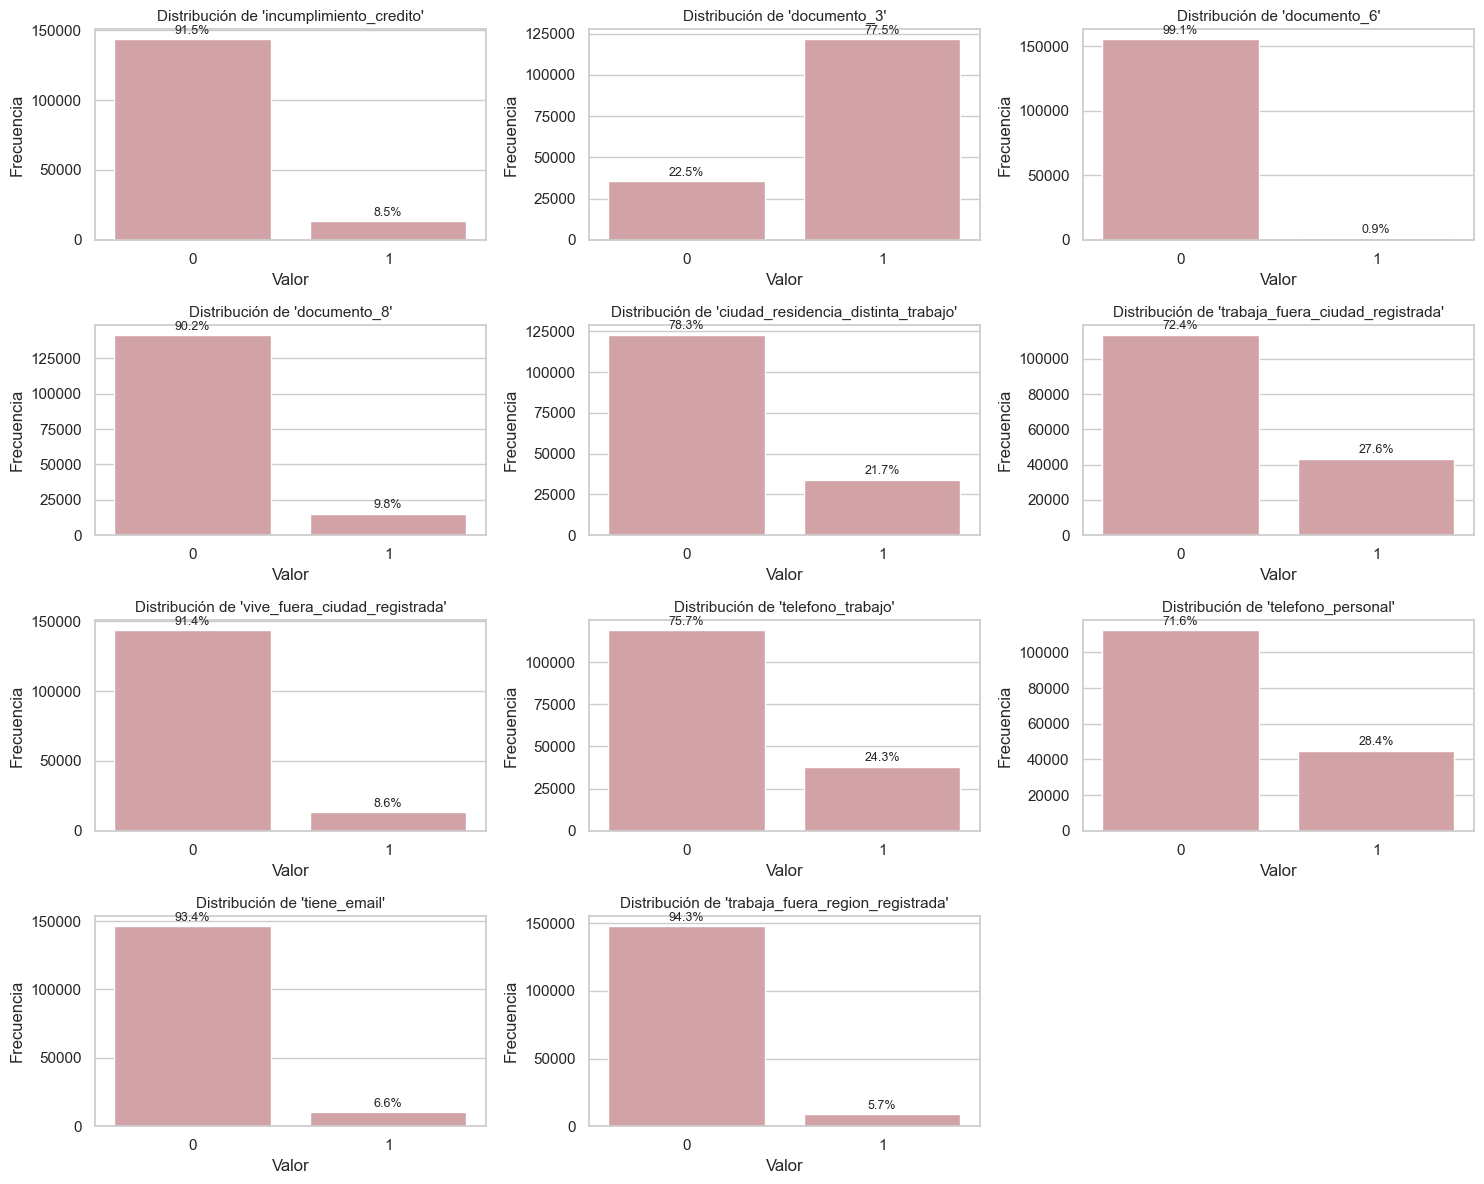 Distribución de 'incumplimiento_credito'
91.5%
150000
100000
50000
0
Frecuencia
8.5%
0 1
Valor
Distribución de 'documento_3'
77.5%
125000
100000
75000
50000
25000
0
Frecuencia
22.5%
0 1
Valor
Distribución de 'documento_6'
99.1%
150000
100000
50000
0
Frecuencia
0.9%
0 1
Valor
Distribución de 'documento_8'
90.2%
125000
100000
75000
50000
25000
0
Frecuencia
9.8%
0 1
Valor
Distribución de 'ciudad_residencia_distinta_trabajo'
78.3%
125000
100000
75000
50000
25000
0
Frecuencia
21.7%
0 1
Valor
Distribución de 'trabaja_fuera_ciudad_registrada'
72.4%
100000
80000
60000
40000
20000
0
Frecuencia
27.6%
0 1
Valor
Distribución de 'vive_fuera_ciudad_registrada'
91.4%
150000
100000
50000
0
Frecuencia
8.6%
0 1
Valor
Distribución de 'telefono_trabajo'
75.7%
100000
75000
50000
25000
0
Frecuencia
24.3%
0 1
Valor
Distribución de 'telefono_personal'
71.6%
100000
80000
60000
40000
20000
0
Frecuencia
28.4%
0 1
Valor
Distribución de 'tiene_email'
93.4%
150000
100000
50000
0
Frecuencia
6.6%
0 1
Valor
Distribución de 'trabaja_fuera_region_registrada'
94.3%
150000
100000
50000
0
Frecuencia
5.7%
0 1
Valor